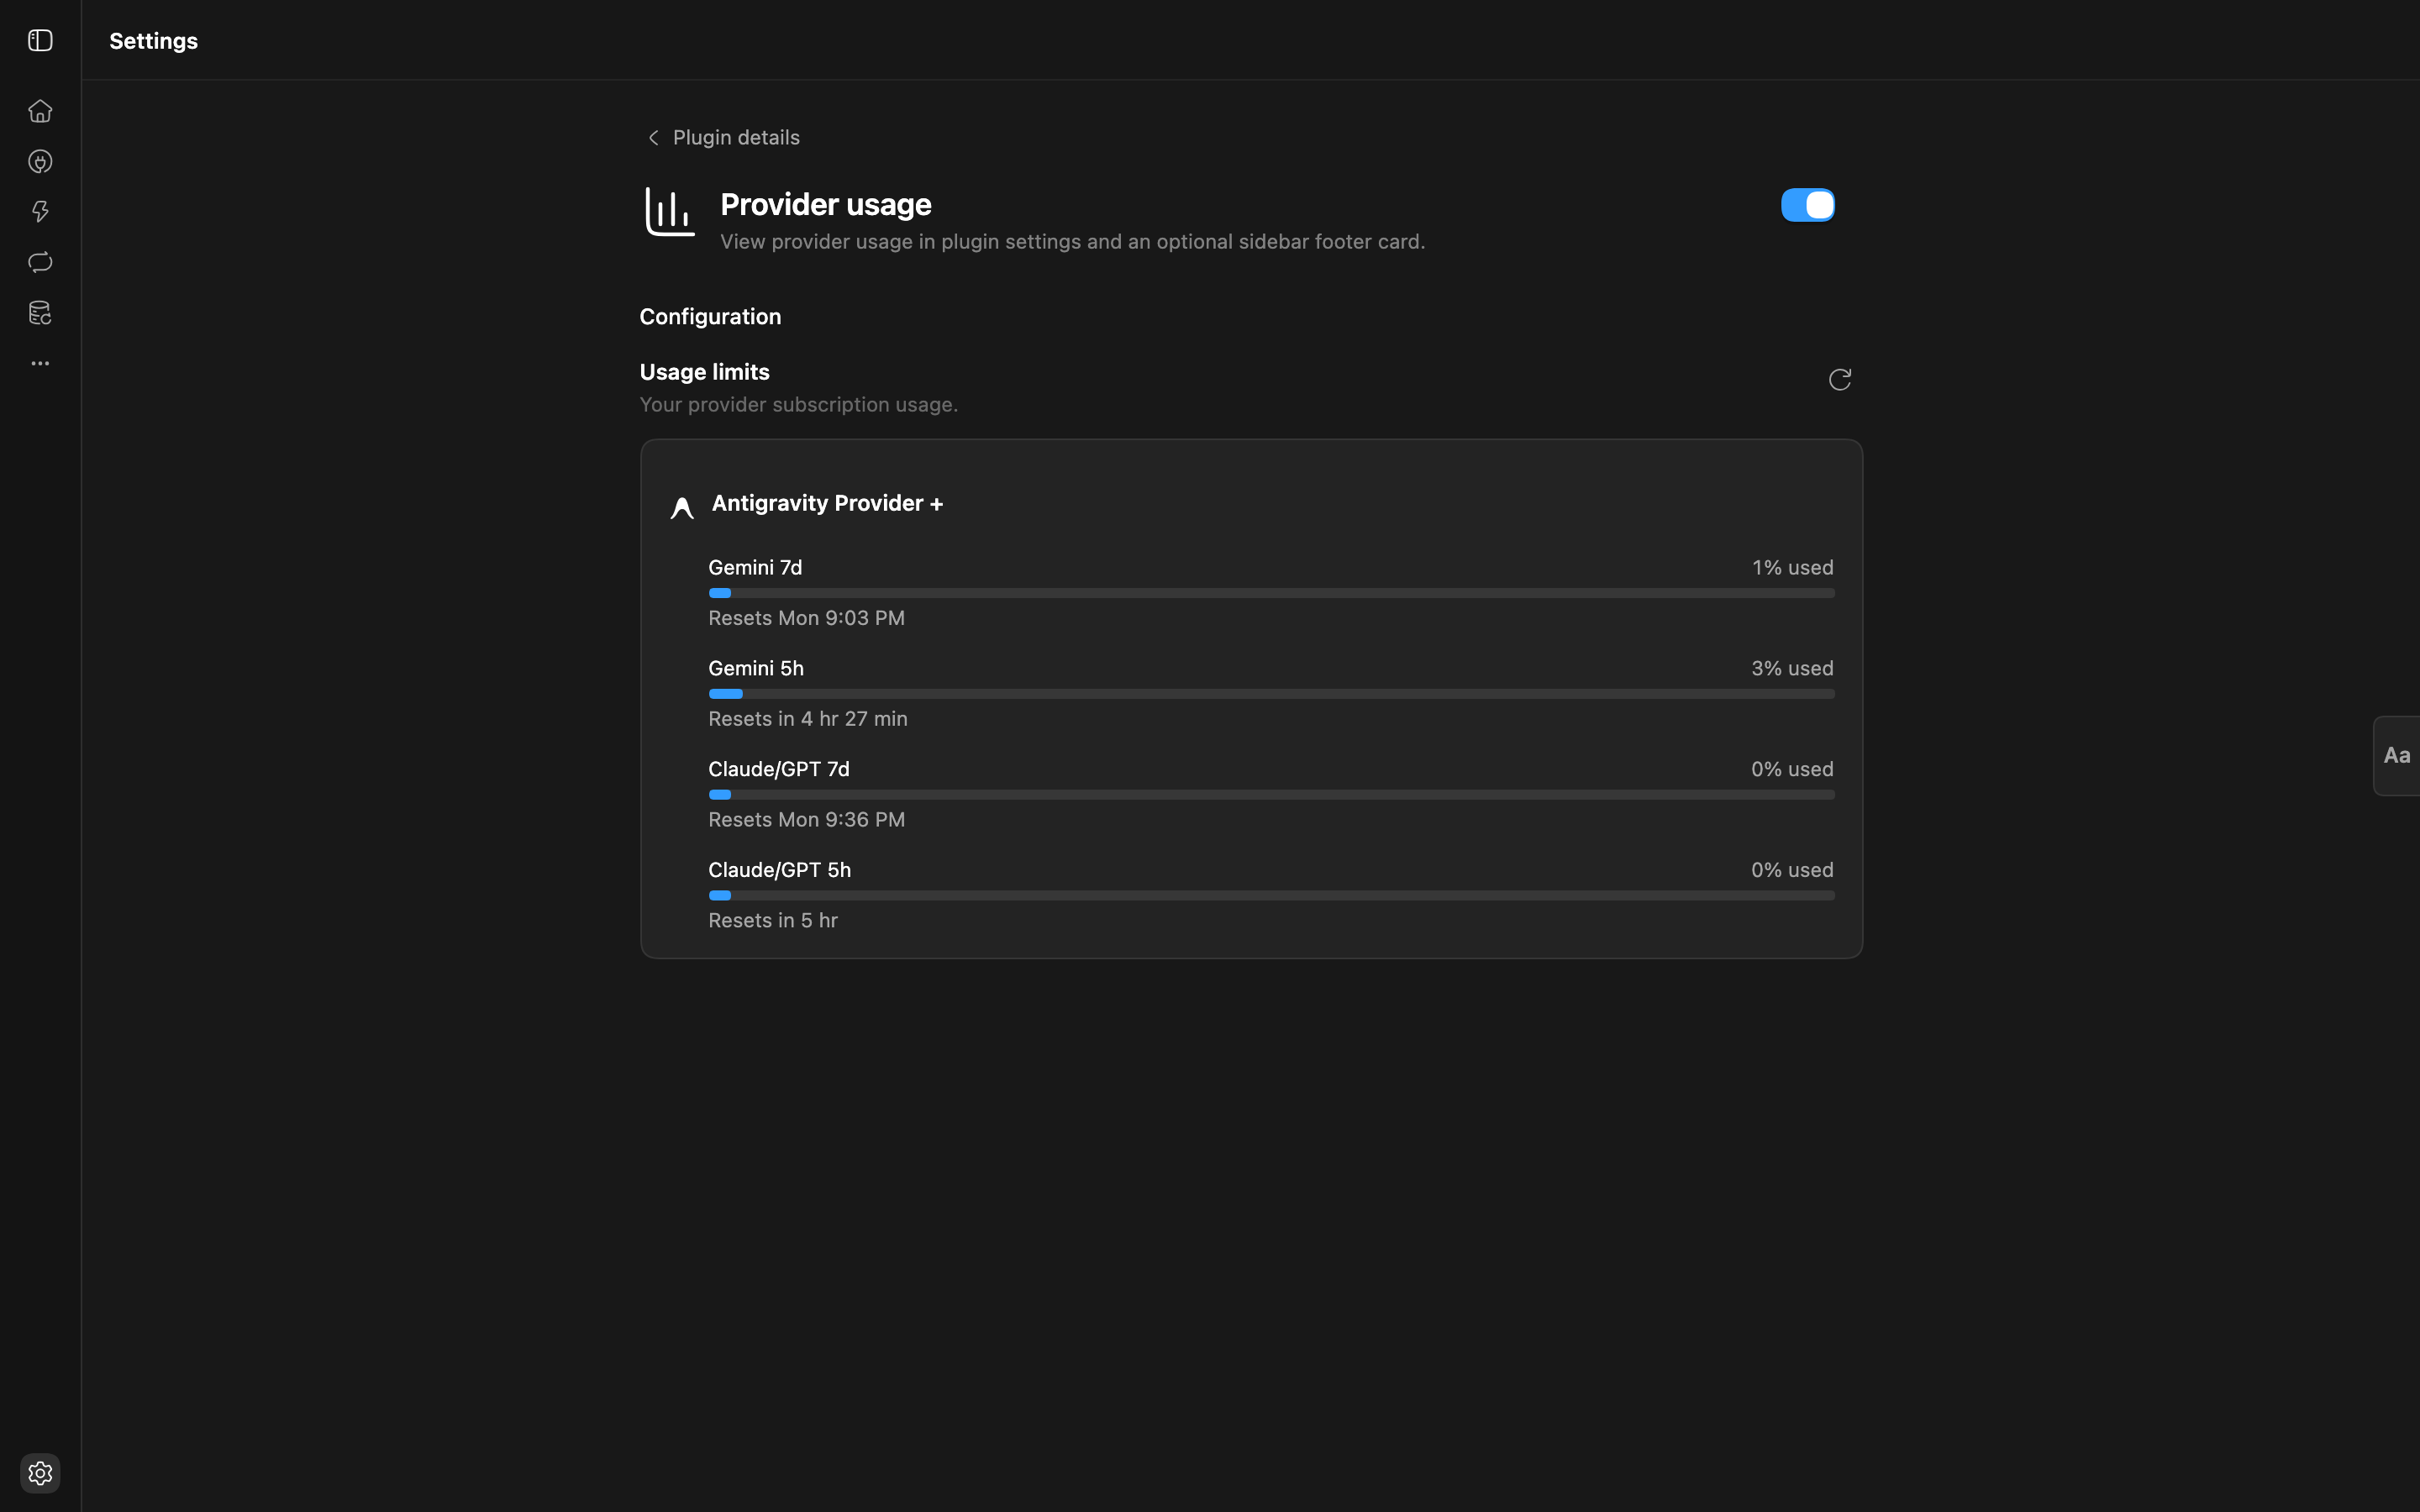 Settings
Plugin details
Provider usage
View provider usage in plugin settings and an optional sidebar footer card.
Configuration
Usage limits
Your provider subscription usage.
Antigravity Provider +
Gemini 7d
1% used
Resets Mon 9:03 PM
Gemini 5h
3% used
Resets in 4 hr 27 min
Claude/GPT 7d
0% used
Resets Mon 9:36 PM
Claude/GPT 5h
0% used
Resets in 5 hr
Aa